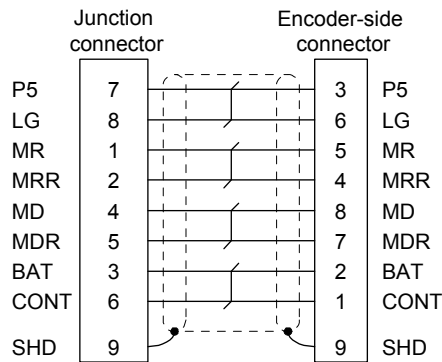 Junction connector
Encoder-side connector
P5 7 3 P5
LG 8 6 LG
MR 1 5 MR
MRR 2 4 MRR
MD 4 8 MD
MDR 5 7 MDR
BAT 3 2 BAT
CONT 6 1 CONT
SHD 9 9 SHD